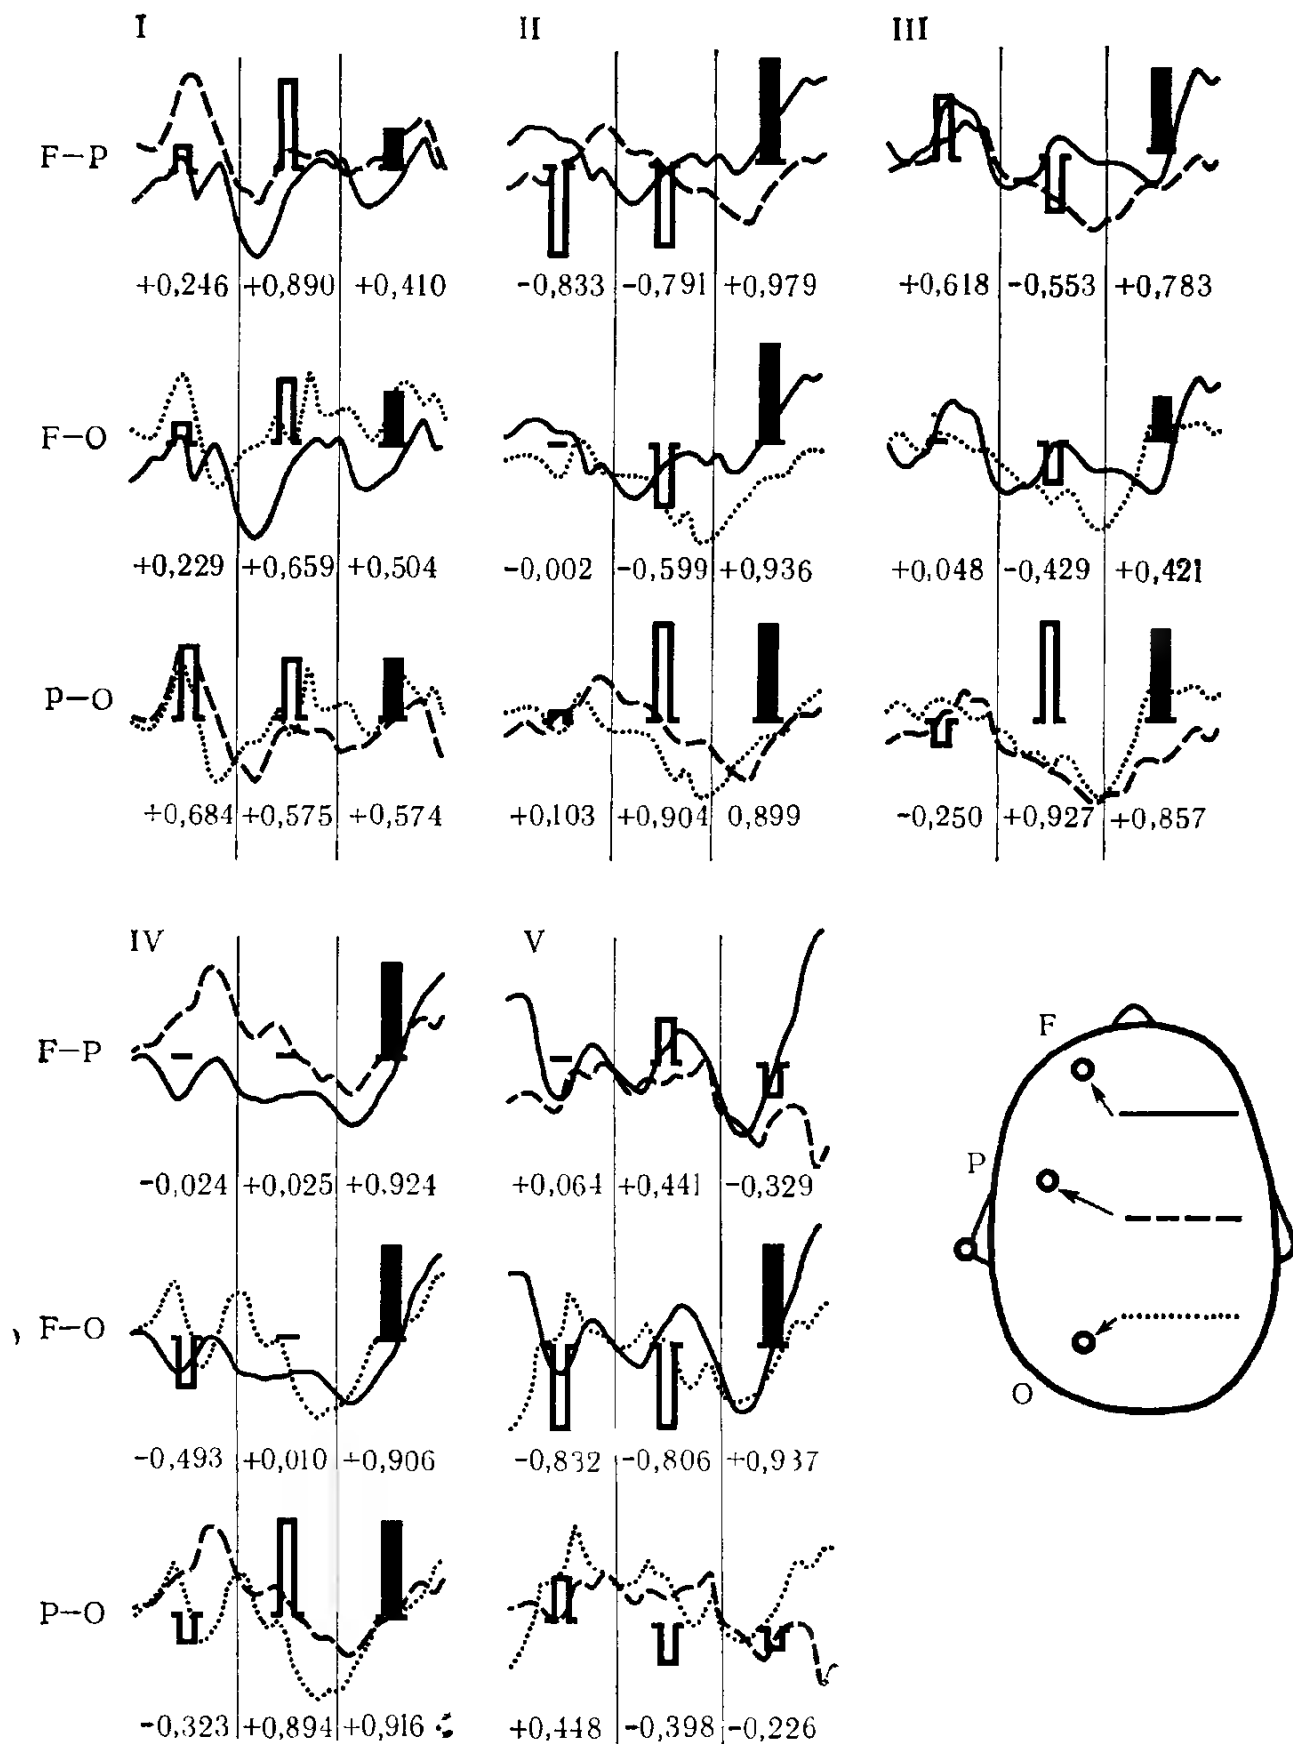 I II III
F–P
+0,246 +0,890 +0,410 -0,833 -0,791 +0,979 +0,618 -0,553 +0,783
F–O
+0,229 +0,659 +0,504 -0,002 -0,599 +0,936 +0,048 -0,429 +0,421
P–O
+0,684 +0,575 +0,574 +0,103 +0,904 0,899 -0,250 +0,927 +0,857
IV V
F
F–P
P
-0,024 +0,025 +0,924 +0,064 +0,441 -0,329
F–O
O
-0,493 +0,010 +0,906 -0,832 -0,806 +0,937
P–O
-0,323 +0,894 +0,916 +0,448 -0,398 -0,226